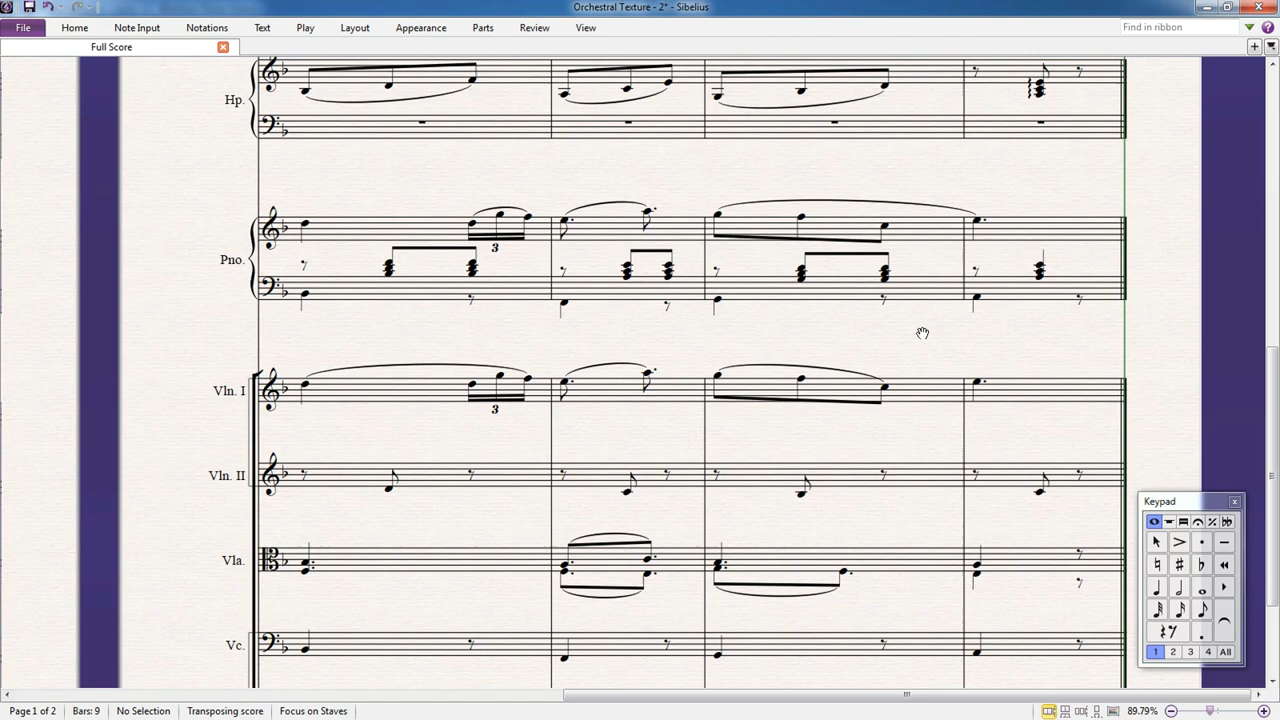 Orchestral Texture - 2* - Sibelius
File Home Note Input Notations Text Play Layout Appearance Parts Review View Find in ribbon
Full Score
Hp.
Pno.
3
Vln. I
3
Vln. II
Keypad
Vla.
Vc.
1 2 3 4 All
Page 1 of 2 Bars: 9 No Selection Transposing score Focus on Staves 89.79%